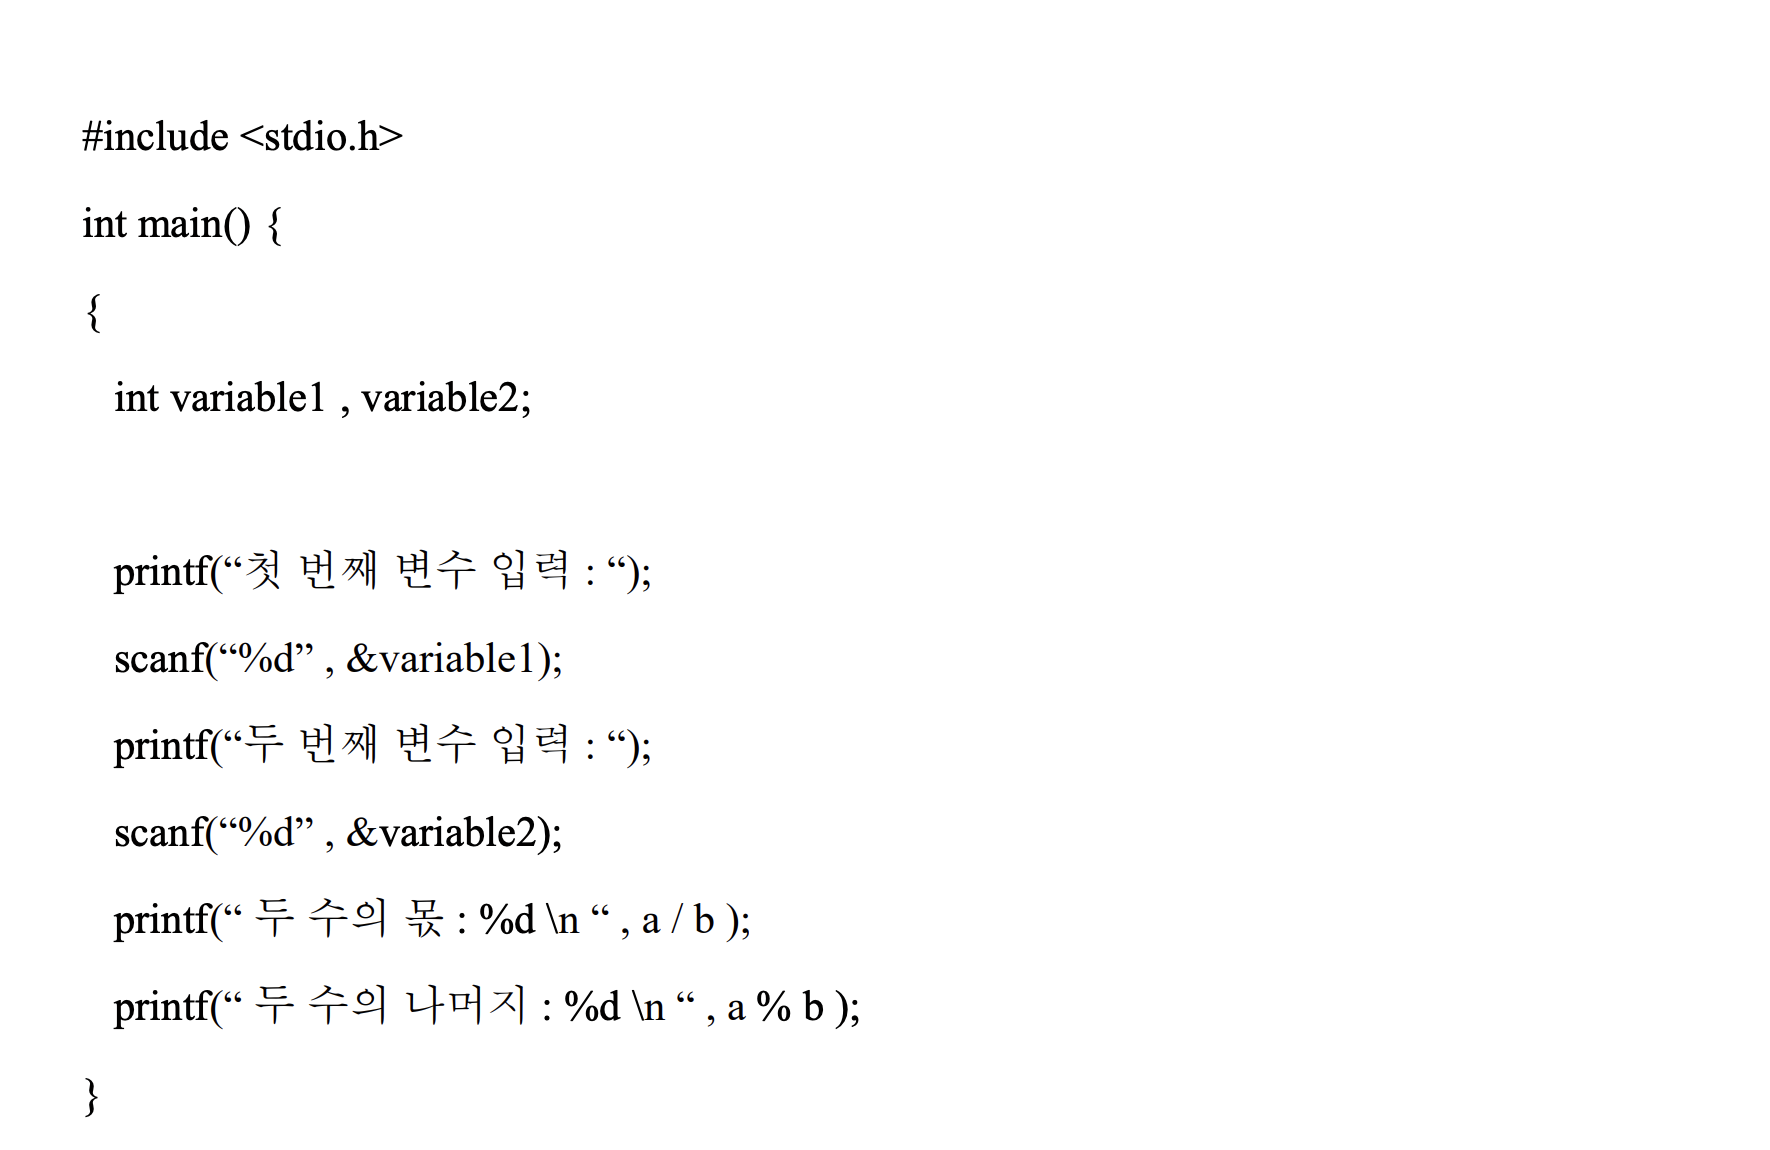 #include <stdio.h>
int main() {
{
int variable1 , variable2;
printf(“첫 번째 변수 입력 : “);
scanf(“%d” , &variable1);
printf(“두 번째 변수 입력 : “);
scanf(“%d” , &variable2);
printf(“ 두 수의 몫 : %d \n “ , a / b );
printf(“ 두 수의 나머지 : %d \n “ , a % b );
}